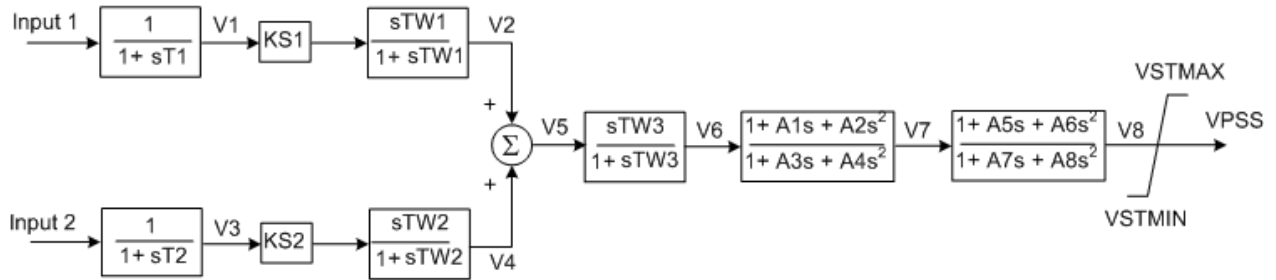 Input 1
1
1+ sT1
V1
KS1
sTW1
1+ sTW1
V2
+
Σ
+
Input 2
1
1+ sT2
V3
KS2
sTW2
1+ sTW2
V4
V5
sTW3
1+ sTW3
V6
1+ A1s + A2s²
1+ A3s + A4s²
V7
1+ A5s + A6s²
1+ A7s + A8s²
V8
VSTMAX
VPSS
VSTMIN